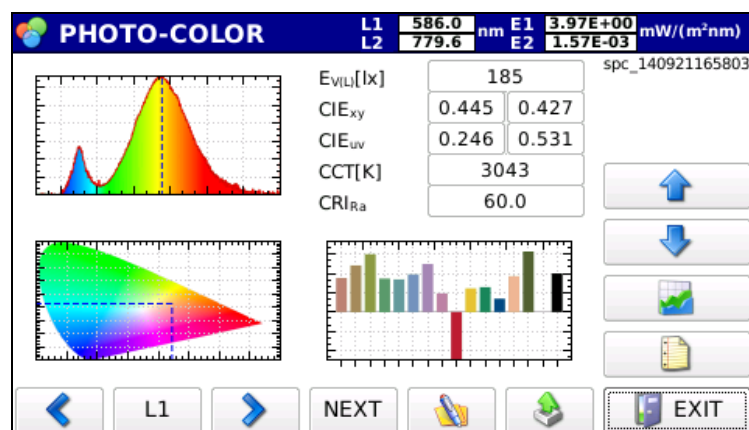 PHOTO-COLOR
L1 586.0 nm E1 3.97E+00 mW/(m²nm)
L2 779.6 E2 1.57E-03
spc_140921165803
EV(L)[lx] 185
CIExy 0.445 0.427
CIEuv 0.246 0.531
CCT[K] 3043
CRIRa 60.0
L1
NEXT
EXIT